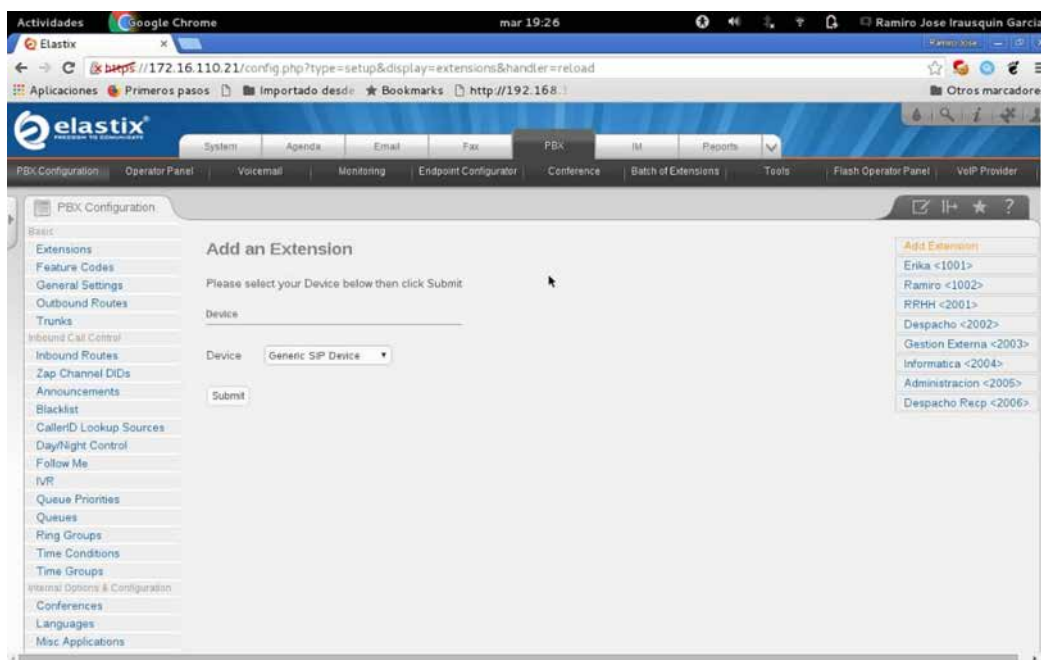 Actividades Google Chrome mar 19:26 Ramiro Jose Irausquin Garcia
Elastix
https://172.16.110.21/config.php?type=setup&display=extensions&handler=reload
Aplicaciones Primeros pasos Importado desde Bookmarks http://192.168. Otros marcadore
elastix
FREEDOM TO COMMUNICATE
System Agenda Email Fax PBX IM Reports
PBX Configuration Operator Panel Voicemail Monitoring Endpoint Configurator Conference Batch of Extensions Tools Flash Operator Panel VoIP Provider
PBX Configuration
Basic
Extensions
Feature Codes
General Settings
Outbound Routes
Trunks
Inbound Call Control
Inbound Routes
Zap Channel DIDs
Announcements
Blacklist
CallerID Lookup Sources
Day/Night Control
Follow Me
IVR
Queue Priorities
Queues
Ring Groups
Time Conditions
Time Groups
Internal Options & Configuration
Conferences
Languages
Misc Applications
Add an Extension
Please select your Device below then click Submit
Device
Device Generic SIP Device
Submit
Add Extension
Erika <1001>
Ramiro <1002>
RRHH <2001>
Despacho <2002>
Gestion Externa <2003>
Informatica <2004>
Administracion <2005>
Despacho Recp <2006>